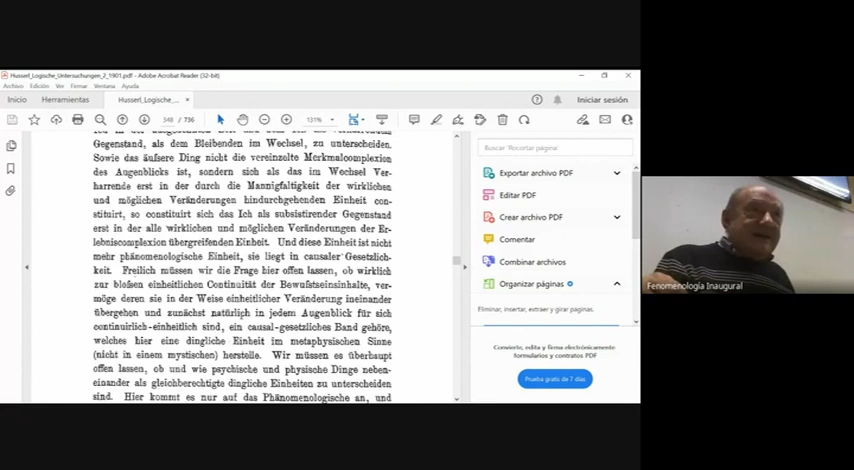 Husserl_Logische_Untersuchungen_2_1901.pdf - Adobe Acrobat Reader (32-bit)
Archivo Edición Ver Firmar Ventana Ayuda
Inicio Herramientas Husserl_Logische_... × Iniciar sesión
348 / 736 131%
Gegenstand, als dem Bleibenden im Wechsel, zu unterscheiden.
Sowie das äufsere Ding nicht die vereinzelte Merkmalcomplexion
des Augenblicks ist, sondern sich als das im Wechsel Ver-
harrende erst in der durch die Mannigfaltigkeit der wirklichen
und möglichen Veränderungen hindurchgehenden Einheit con-
stituirt, so constituirt sich das Ich als subsistirender Gegenstand
erst in der alle wirklichen und möglichen Veränderungen der Er-
lebniscomplexion übergreifenden Einheit. Und diese Einheit ist nicht
mehr phänomenologische Einheit, sie liegt in causaler Gesetzlich-
keit. Freilich müssen wir die Frage hier offen lassen, ob wirklich
zur bloßen einheitlichen Continuität der Bewufstseinsinhalte, ver-
möge deren sie in der Weise einheitlicher Veränderung ineinander
übergehen und zunächst natürlich in jedem Augenblick für sich
continuirlich-einheitlich sind, ein causal-gesetzliches Band gehöre,
welches hier eine dingliche Einheit im metaphysischen Sinne
(nicht in einem mystischen) herstelle. Wir müssen es überhaupt
offen lassen, ob und wie psychische und physische Dinge neben-
einander als gleichberechtigte dingliche Einheiten zu unterscheiden
sind. Hier kommt es nur auf das Phänomenologische an, und
Buscar 'Recortar página'
Exportar archivo PDF
Editar PDF
Crear archivo PDF
Comentar
Combinar archivos
Organizar páginas
Eliminar, insertar, extraer y girar páginas.
Convierte, edita y firma electrónicamente
formularios y contratos PDF
Prueba gratis de 7 días
Fenomenología Inaugural